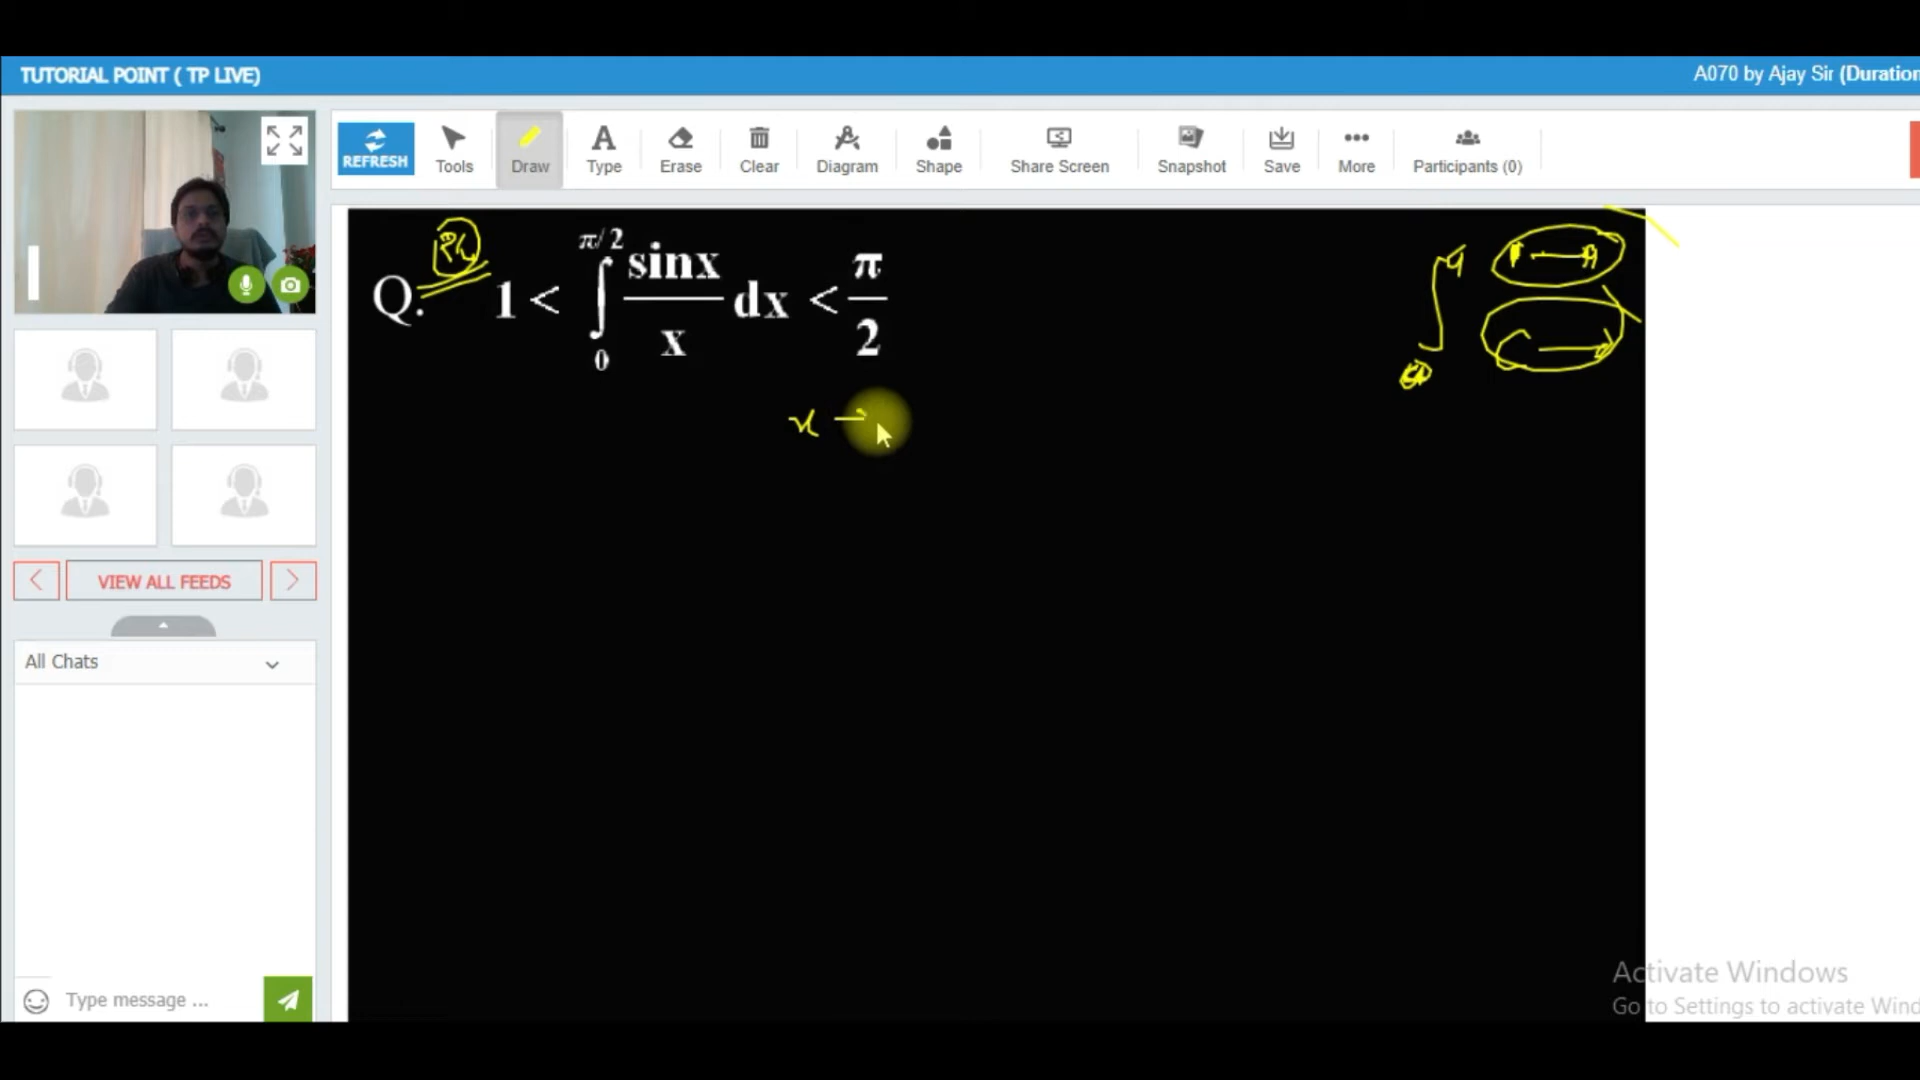 TUTORIAL POINT ( TP LIVE)
A070 by Ajay Sir (Duration
REFRESH
Tools
Draw
Type
Erase
Clear
Diagram
Shape
Share Screen
Snapshot
Save
More
Participants (0)
Q. 1 < ∫₀^{π/2} sinx/x dx < π/2
x →
VIEW ALL FEEDS
All Chats
Type message ...
Activate Windows
Go to Settings to activate Wind